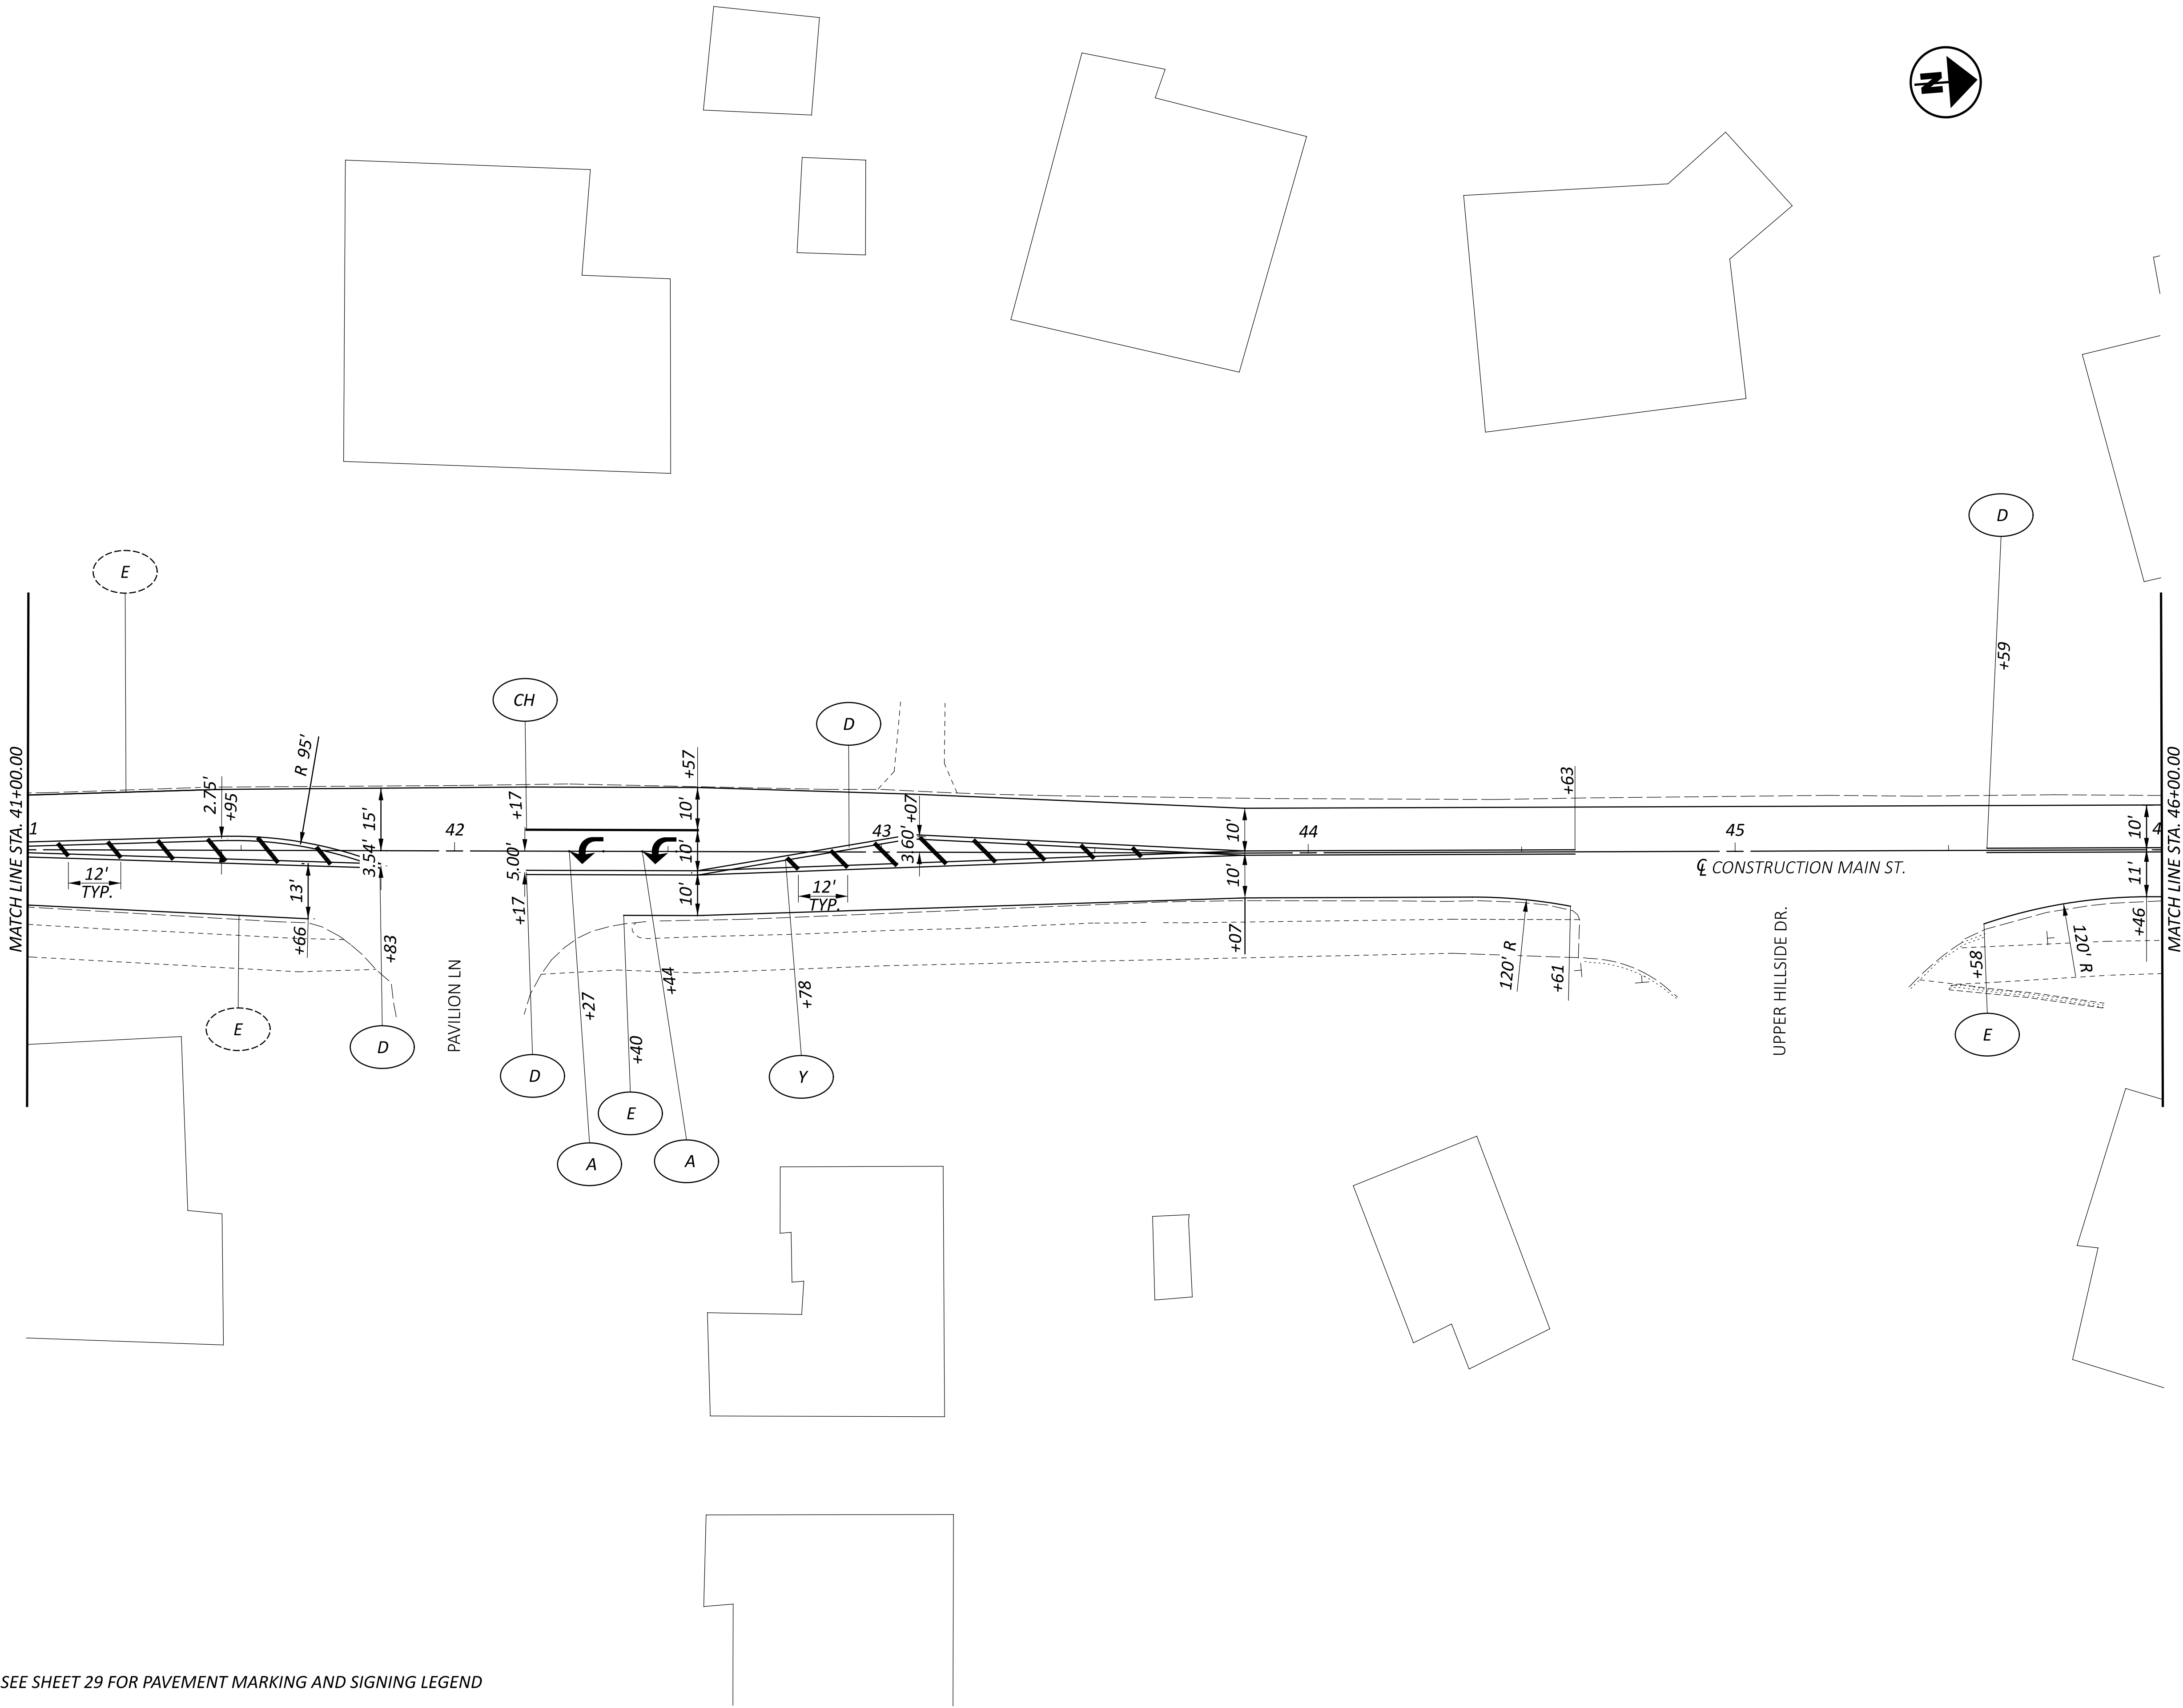 N
D
E
+59
CH
D
MATCH LINE STA. 41+00.00
MATCH LINE STA. 46+00.00
2.75'
+95
R 95'
15'
+17
+57
10'
+07
+63
1
42
43
44
45
4
3.54'
5.00'
10'
3.60'
10'
10'
℄ CONSTRUCTION MAIN ST.
12'
TYP.
13'
+17
10'
12'
TYP.
10'
11'
+66
+83
+07
120' R
+61
+58
120' R
+46
PAVILION LN
+27
+44
+78
+40
UPPER HILLSIDE DR.
E
D
D
E
Y
E
A
A
SEE SHEET 29 FOR PAVEMENT MARKING AND SIGNING LEGEND